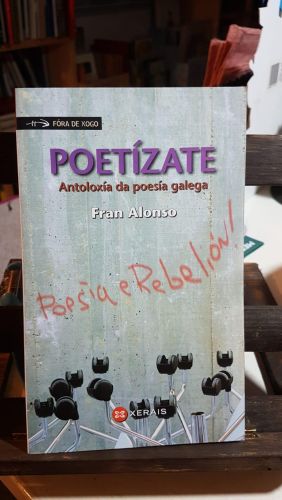 FÓRA DE XOGO
POETÍZATE
Antoloxía da poesía galega
Fran Alonso
Poesía e Rebelión!
XERAIS